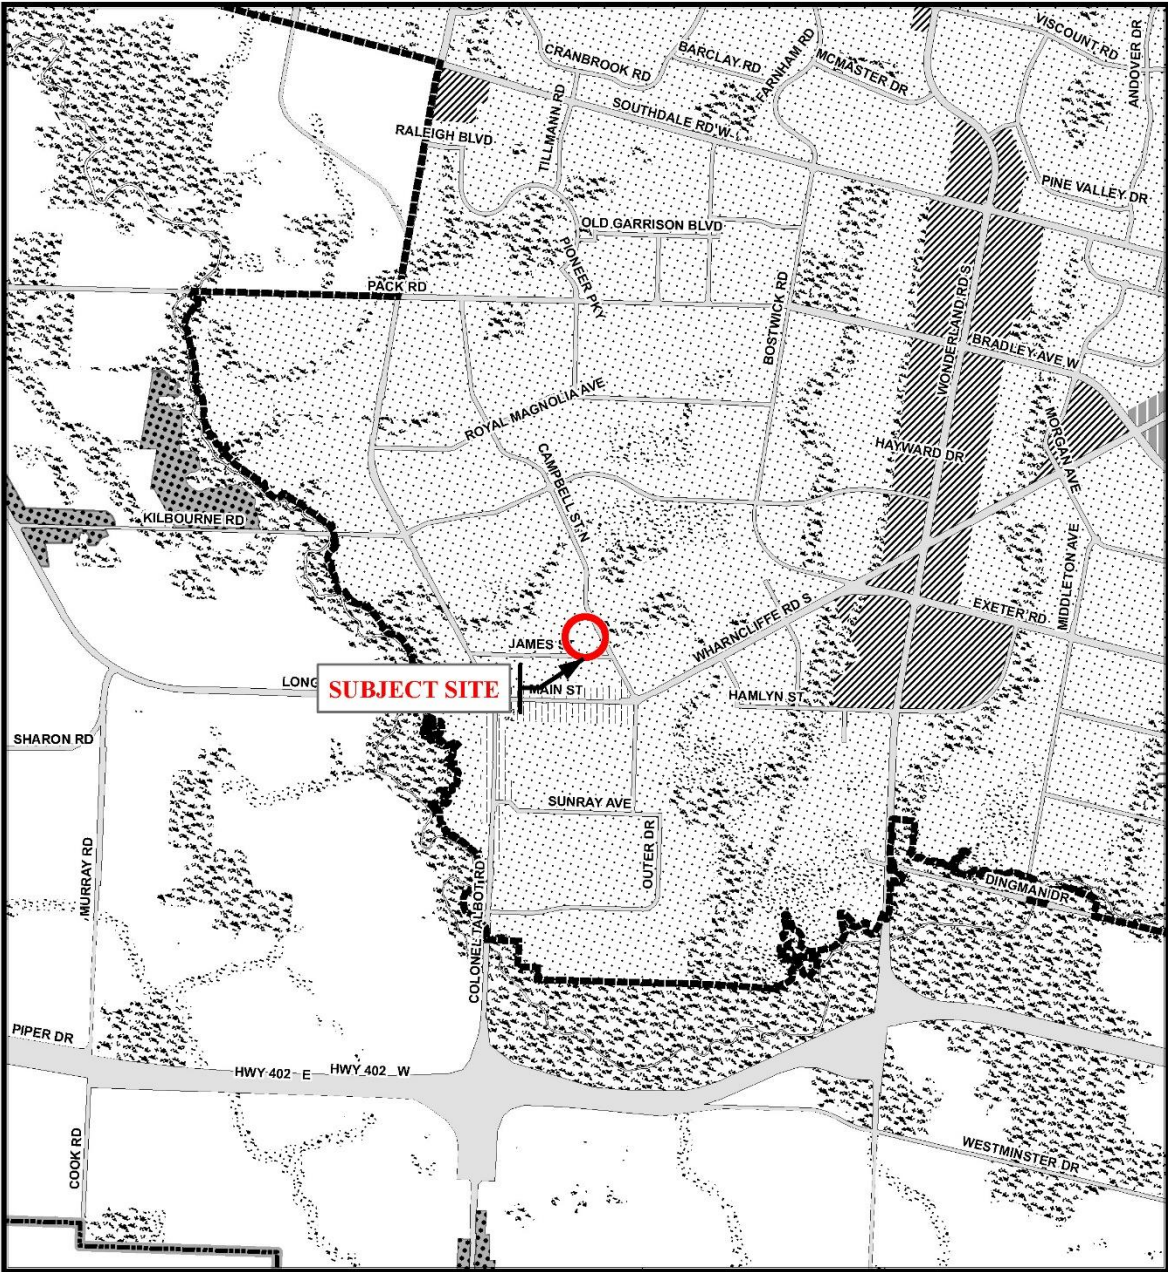 VISCOUNT RD
ANDOVER DR
CRANBROOK RD
BARCLAY RD
FARNHAM RD
MCMASTER DR
SOUTHDALE RD W
TILLMANN RD
RALEIGH BLVD
PINE VALLEY DR
OLD GARRISON BLVD
PIONEER PKY
PACK RD
BOSTWICK RD
WONDERLAND RD S
BRADLEY AVE W
ROYAL MAGNOLIA AVE
MORGAN AVE
CAMPBELL ST N
HAYWARD DR
KILBOURNE RD
MIDDLETON AVE
EXETER RD
WHARNCLIFFE RD S
JAMES ST
LONG
SUBJECT SITE
MAIN ST
HAMLYN ST
SHARON RD
SUNRAY AVE
OUTER DR
MURRAY RD
DINGMAN DR
COLONEL TALBOT RD
PIPER DR
HWY 402 E
HWY 402 W
COOK RD
WESTMINSTER DR